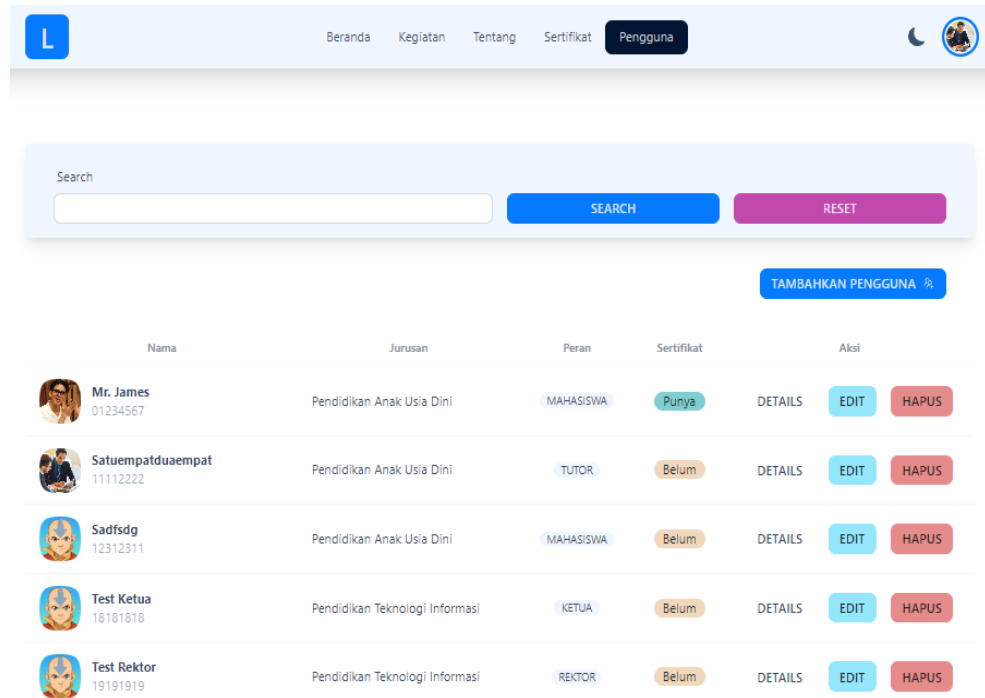 L Beranda Kegiatan Tentang Sertifikat Pengguna
Search
SEARCH RESET
TAMBAHKAN PENGGUNA
Nama Jurusan Peran Sertifikat Aksi
Mr. James
01234567
Pendidikan Anak Usia Dini MAHASISWA Punya DETAILS EDIT HAPUS
Satuempatduaempat
11112222
Pendidikan Anak Usia Dini TUTOR Belum DETAILS EDIT HAPUS
Sadfsdg
12312311
Pendidikan Anak Usia Dini MAHASISWA Belum DETAILS EDIT HAPUS
Test Ketua
18181818
Pendidikan Teknologi Informasi KETUA Belum DETAILS EDIT HAPUS
Test Rektor
19191919
Pendidikan Teknologi Informasi REKTOR Belum DETAILS EDIT HAPUS